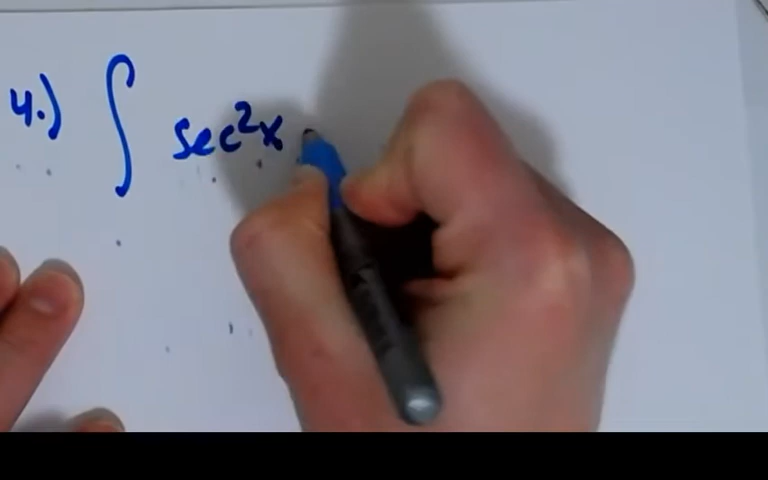 4.) ∫ sec²x